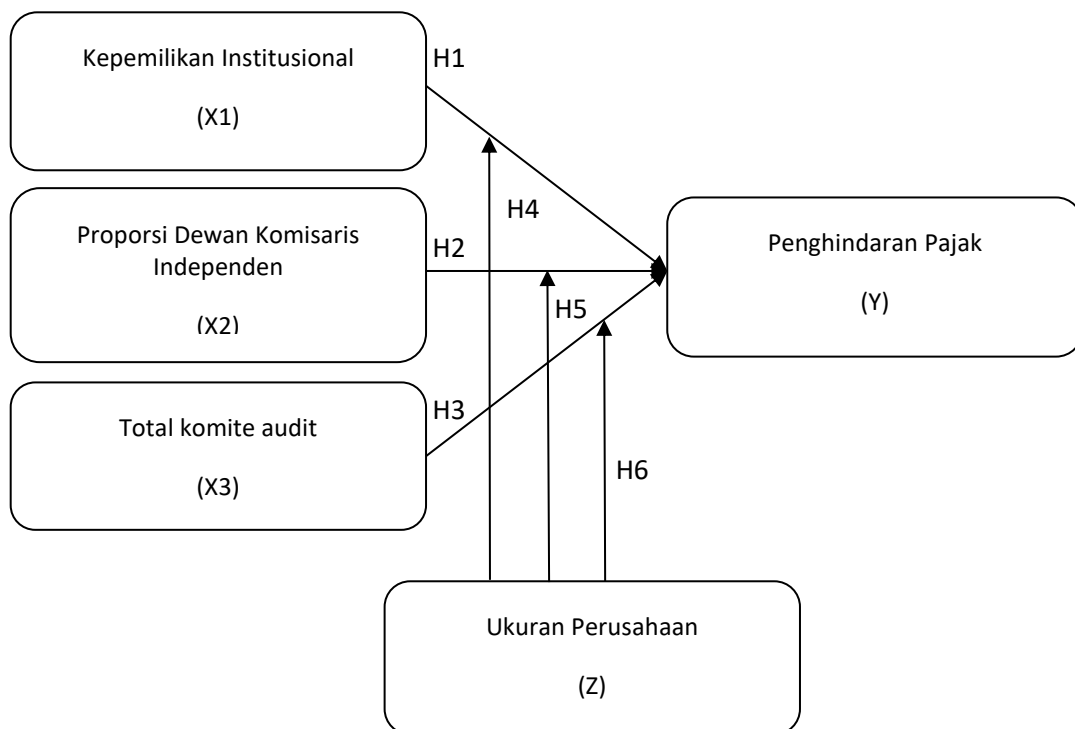 Kepemilikan Institusional
(X1)
H1
H4
Proporsi Dewan Komisaris
Independen
(X2)
H2
H5
Penghindaran Pajak
(Y)
Total komite audit
(X3)
H3
H6
Ukuran Perusahaan
(Z)